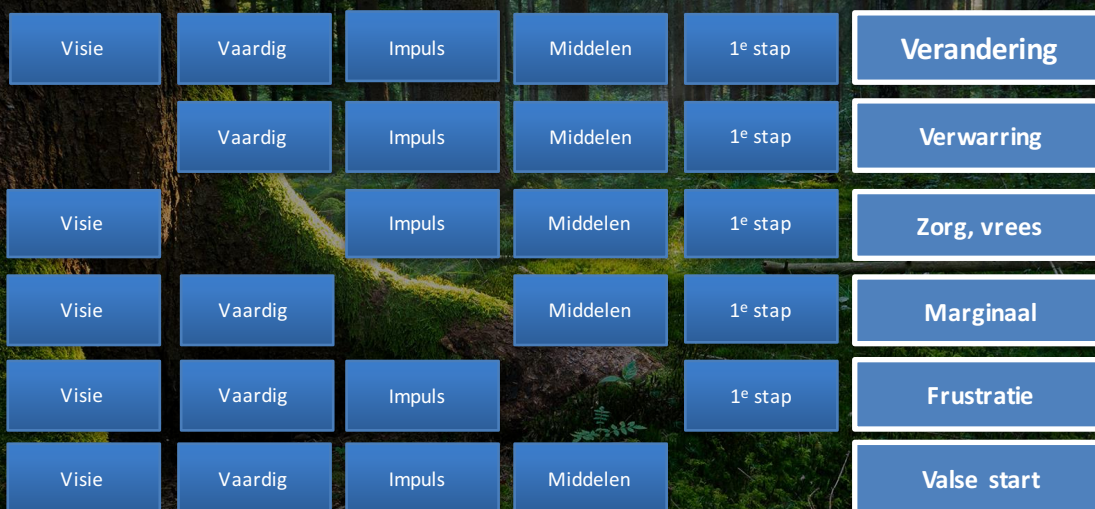 Visie Vaardig Impuls Middelen 1e stap Verandering
Vaardig Impuls Middelen 1e stap Verwarring
Visie Impuls Middelen 1e stap Zorg, vrees
Visie Vaardig Middelen 1e stap Marginaal
Visie Vaardig Impuls 1e stap Frustratie
Visie Vaardig Impuls Middelen Valse start